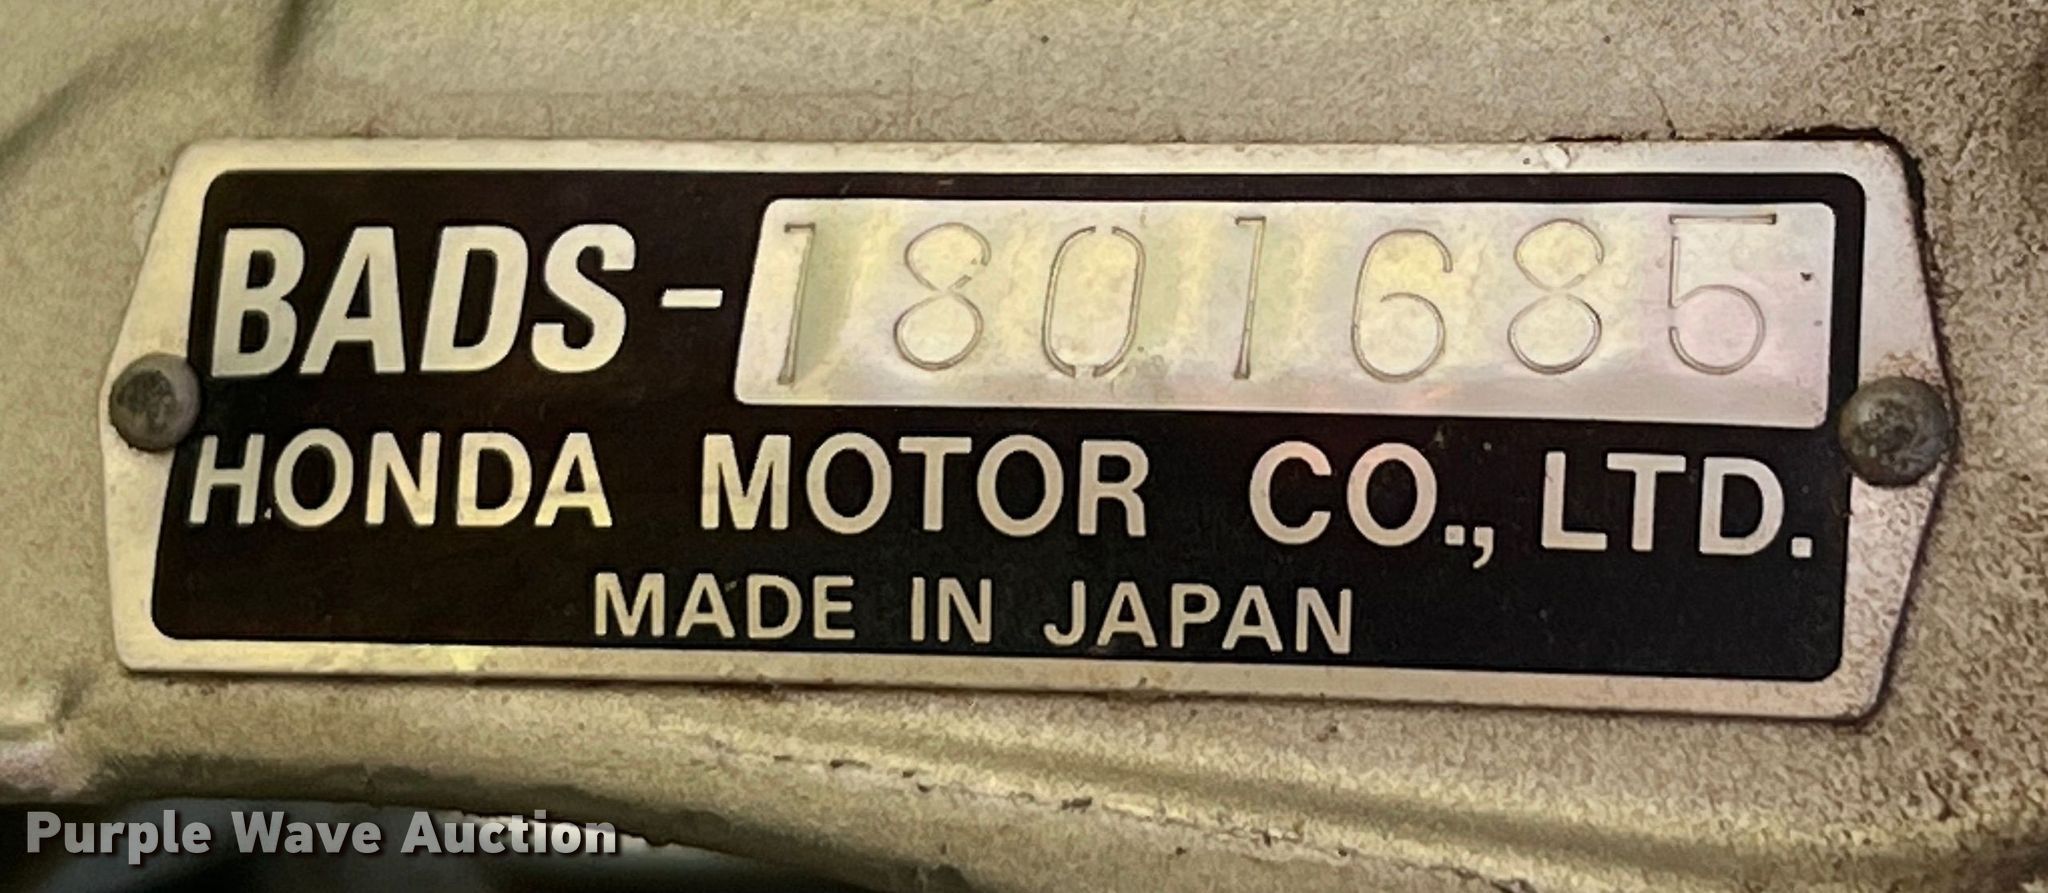 BADS-1801685
HONDA MOTOR CO., LTD.
MADE IN JAPAN
Purple Wave Auction